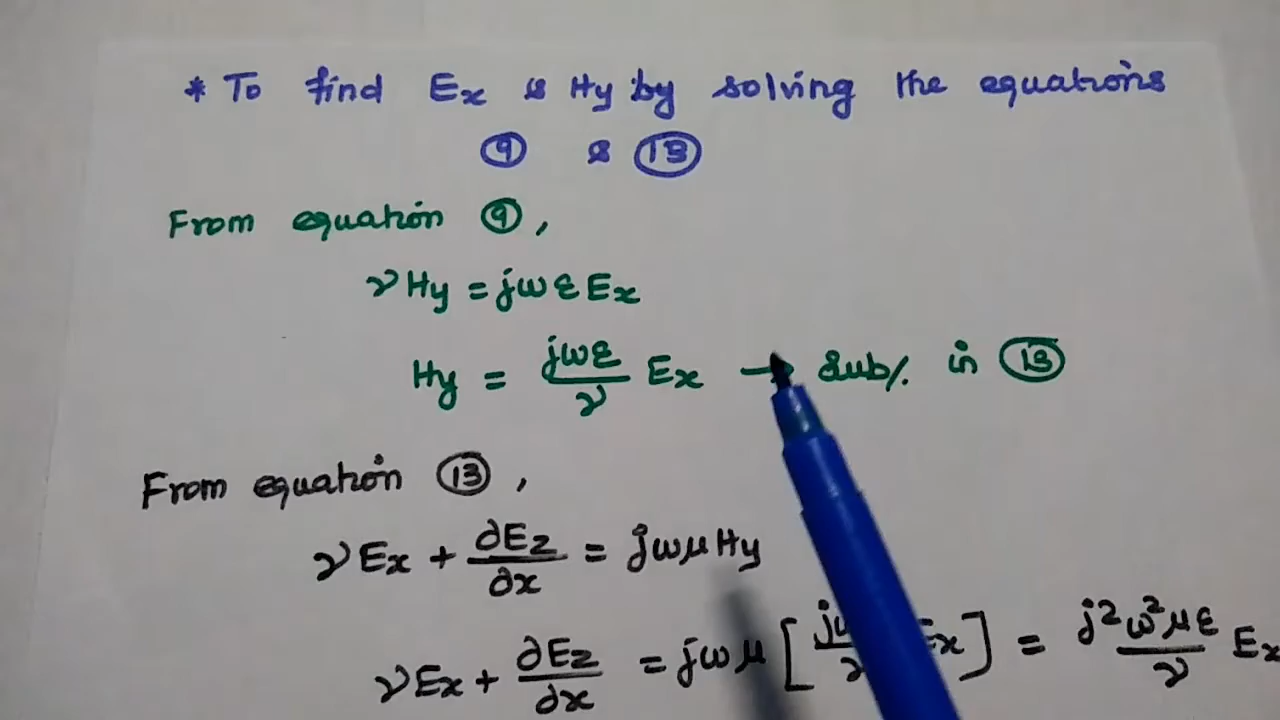 * To find Ex & Hy by solving the equations
⑨ & ⑬
From equation ⑨,
γHy = jωεEx
Hy = jωε/γ Ex → Sub/. in ⑬
From equation ⑬,
γEx + ∂Ez/∂x = jωμHy
γEx + ∂Ez/∂x = jωμ[ Ex] = j²ω²με/γ Ex